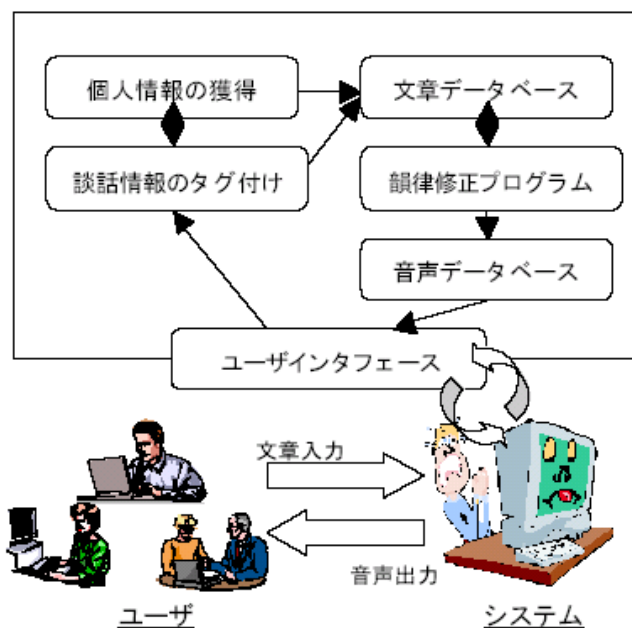 個人情報の獲得
文章データベース
談話情報のタグ付け
韻律修正プログラム
音声データベース
ユーザインタフェース
文章入力
音声出力
ユーザ
システム